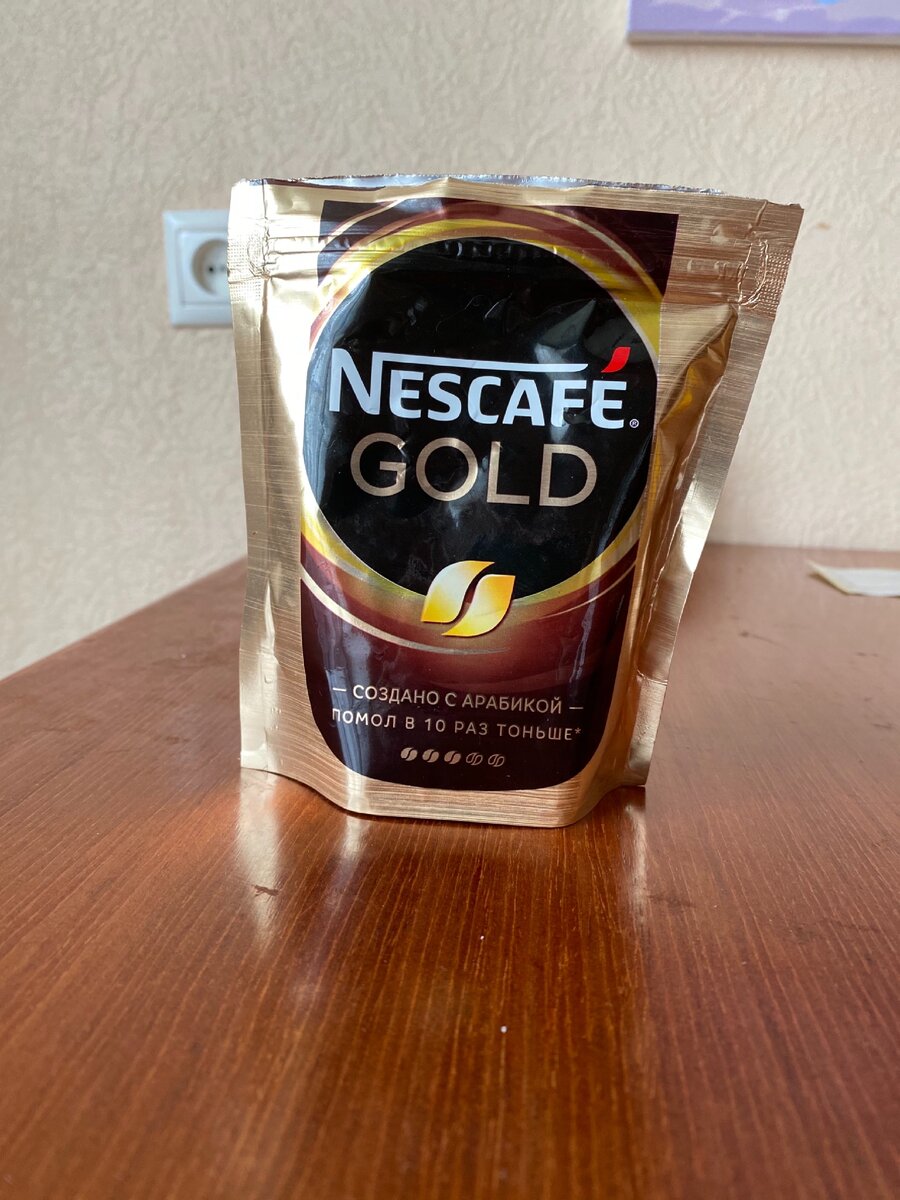 NESCAFÉ®
GOLD
— СОЗДАНО С АРАБИКОЙ —
ПОМОЛ В 10 РАЗ ТОНЬШЕ*